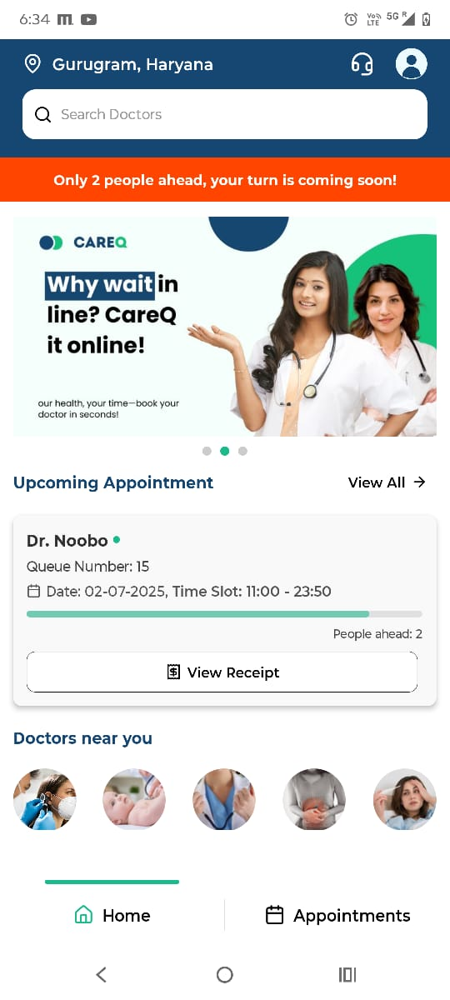 6:34
Vo))
LTE
5G
R
Gurugram, Haryana
Search Doctors
Only 2 people ahead, your turn is coming soon!
CAREQ
Why wait in
line? CareQ
it online!
our health, your time—book your
doctor in seconds!
Upcoming Appointment
View All
Dr. Noobo
Queue Number: 15
Date: 02-07-2025, Time Slot: 11:00 - 23:50
People ahead: 2
View Receipt
Doctors near you
Home
Appointments